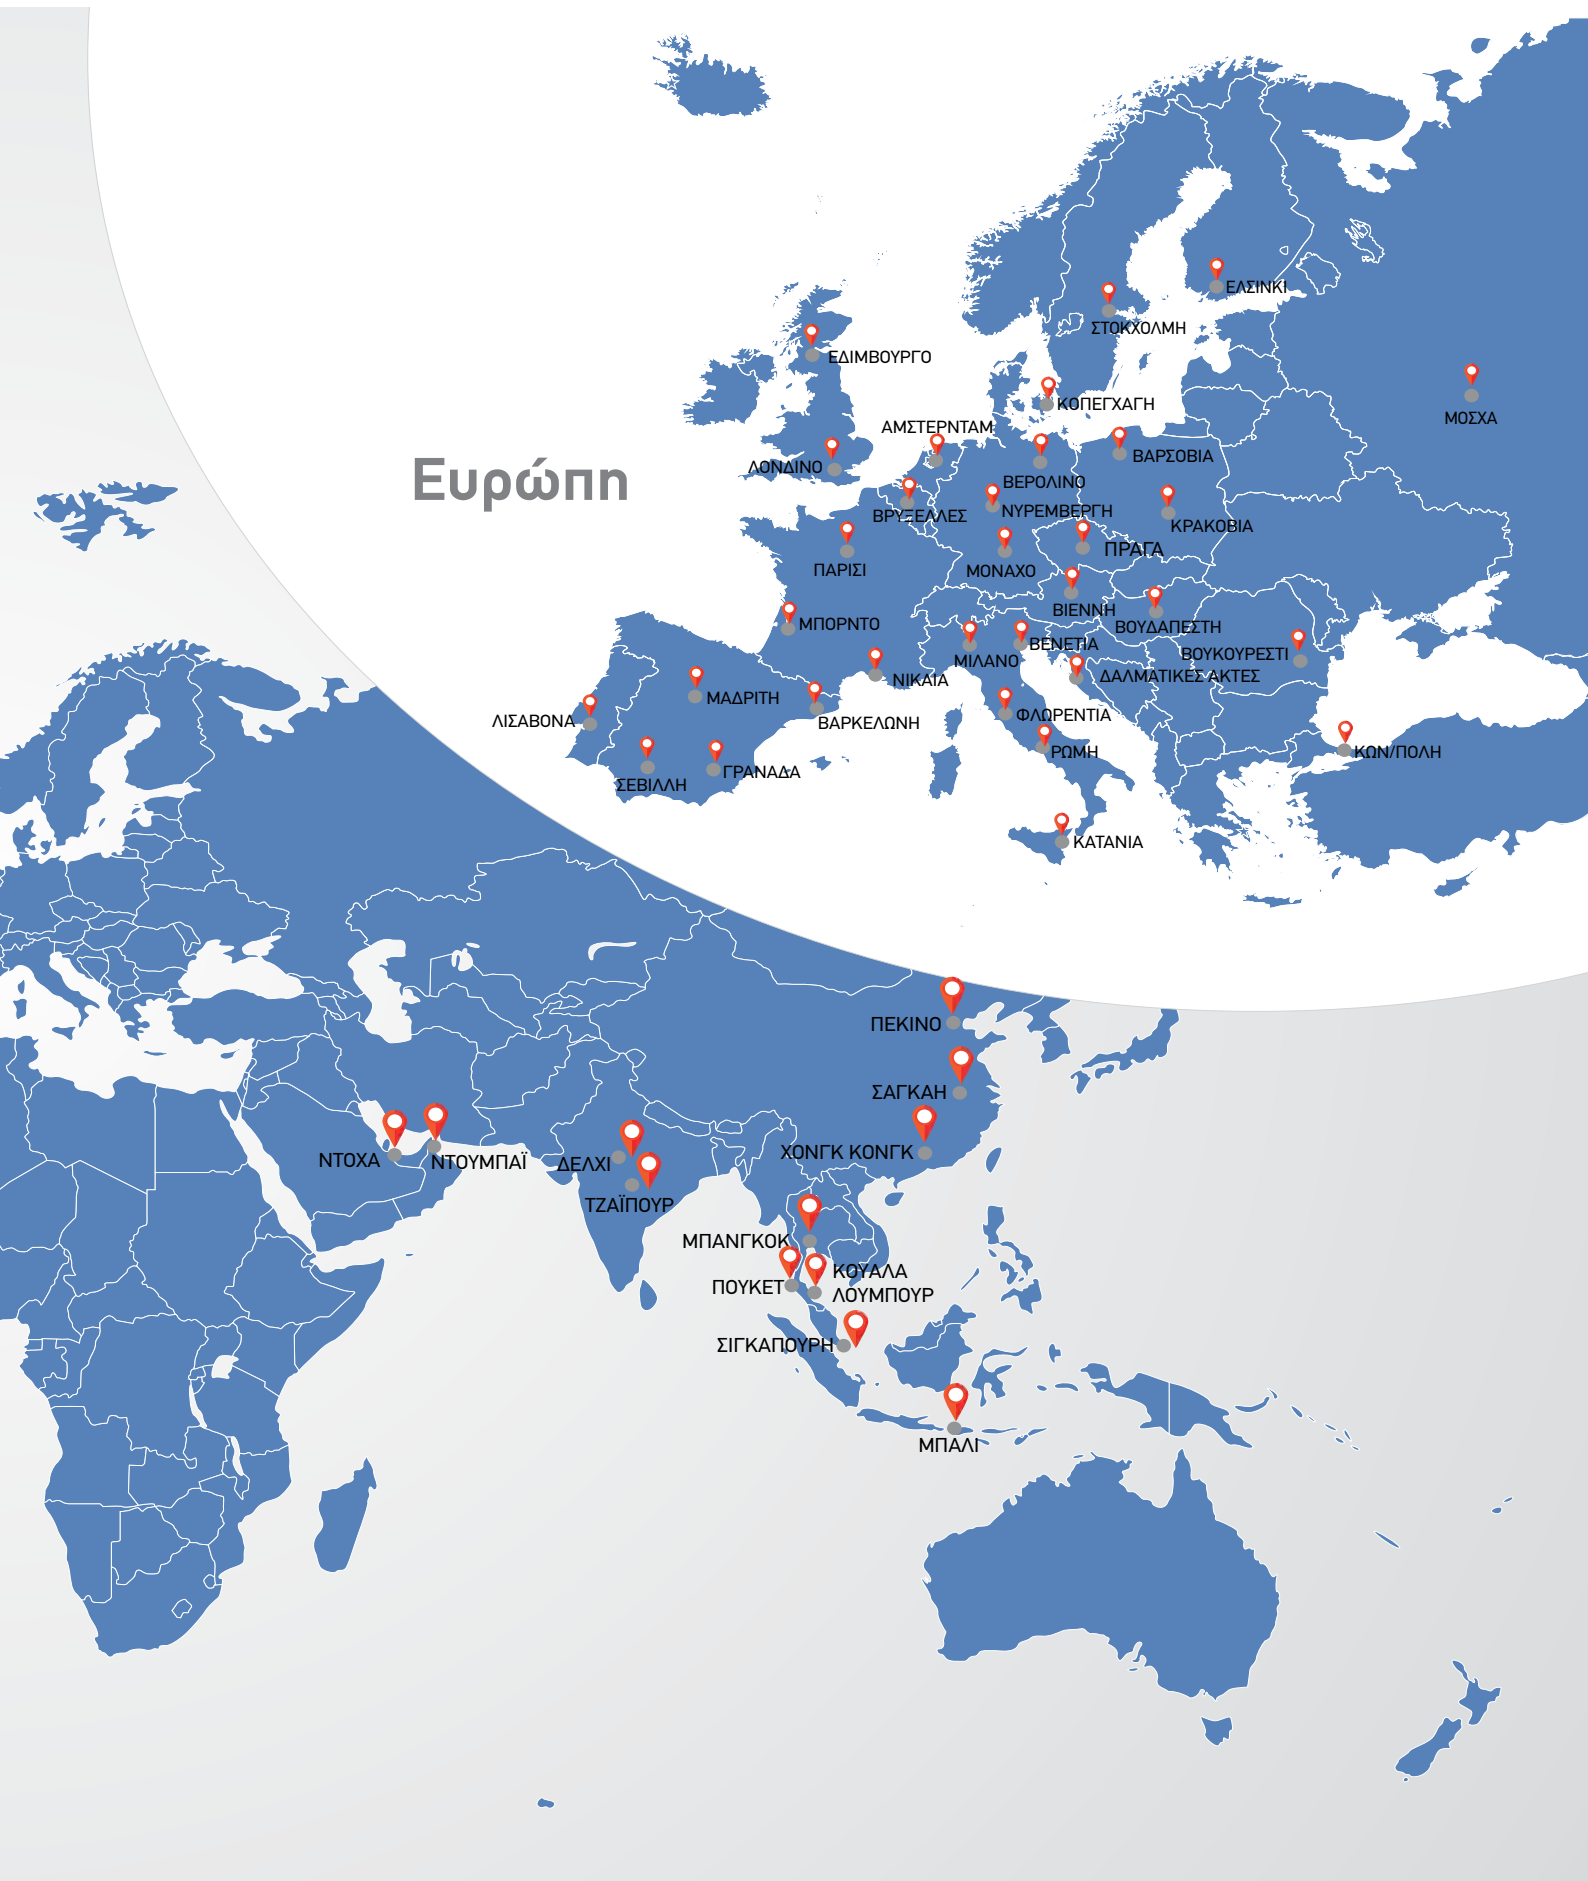 ΕΛΣΙΝΚΙ
ΣΤΟΚΧΟΛΜΗ
ΕΔΙΜΒΟΥΡΓΟ
ΚΟΠΕΓΧΑΓΗ
ΜΟΣΧΑ
ΑΜΣΤΕΡΝΤΑΜ
ΛΟΝΔΙΝΟ
ΒΑΡΣΟΒΙΑ
Ευρώπη
ΒΕΡΟΛΙΝΟ
ΒΡΥΞΕΛΛΕΣ
ΝΥΡΕΜΒΕΡΓΗ
ΚΡΑΚΟΒΙΑ
ΠΡΑΓΑ
ΠΑΡΙΣΙ
ΜΟΝΑΧΟ
ΒΙΕΝΝΗ
ΜΠΟΡΝΤΟ
ΒΟΥΔΑΠΕΣΤΗ
ΒΕΝΕΤΙΑ
ΒΟΥΚΟΥΡΕΣΤΙ
ΜΙΛΑΝΟ
ΝΙΚΑΙΑ
ΔΑΛΜΑΤΙΚΕΣ ΑΚΤΕΣ
ΜΑΔΡΙΤΗ
ΛΙΣΑΒΟΝΑ
ΒΑΡΚΕΛΩΝΗ
ΦΛΩΡΕΝΤΙΑ
ΡΩΜΗ
ΚΩΝ/ΠΟΛΗ
ΓΡΑΝΑΔΑ
ΣΕΒΙΛΛΗ
ΚΑΤΑΝΙΑ
ΠΕΚΙΝΟ
ΣΑΓΚΑΗ
ΧΟΝΓΚ ΚΟΝΓΚ
ΝΤΟΧΑ
ΝΤΟΥΜΠΑΪ
ΔΕΛΧΙ
ΤΖΑΪΠΟΥΡ
ΜΠΑΝΓΚΟΚ
ΚΟΥΑΛΑ
ΛΟΥΜΠΟΥΡ
ΠΟΥΚΕΤ
ΣΙΓΚΑΠΟΥΡΗ
ΜΠΑΛΙ